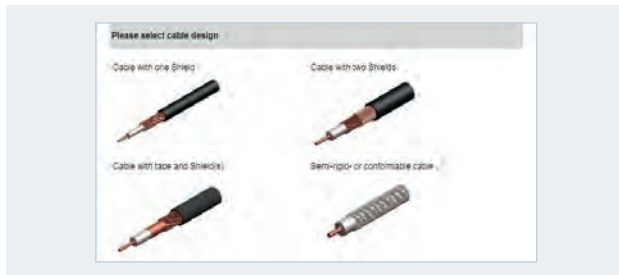 Please select cable design
Cable with one Shield
Cable with two Shields
Cable with tape and Shield(s)
Semi-rigid- or conformable cable